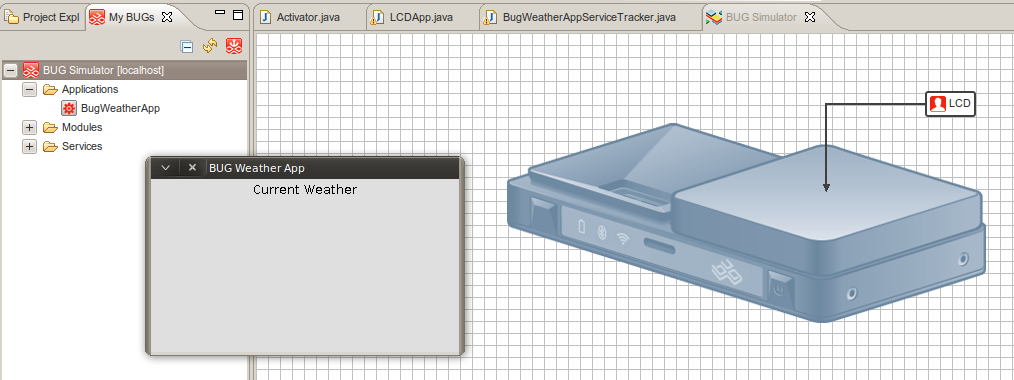 Project Expl
My BUGs
Activator.java
LCDApp.java
BugWeatherAppServiceTracker.java
BUG Simulator
BUG Simulator [localhost]
Applications
BugWeatherApp
Modules
Services
BUG Weather App
Current Weather
LCD